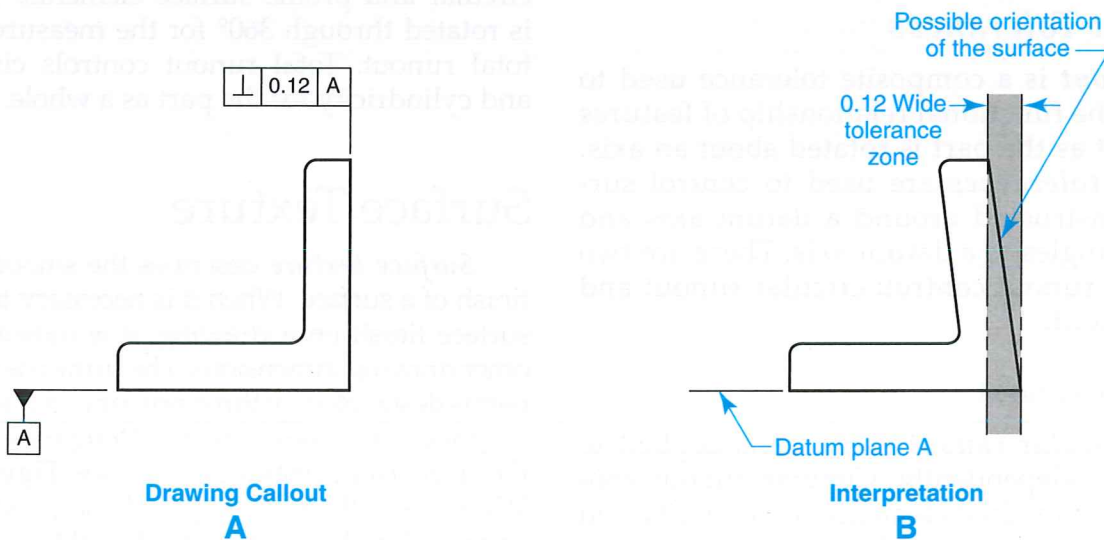 ⊥ 0.12 A
A
Drawing Callout
A
Possible orientation
of the surface
0.12 Wide
tolerance
zone
Datum plane A
Interpretation
B